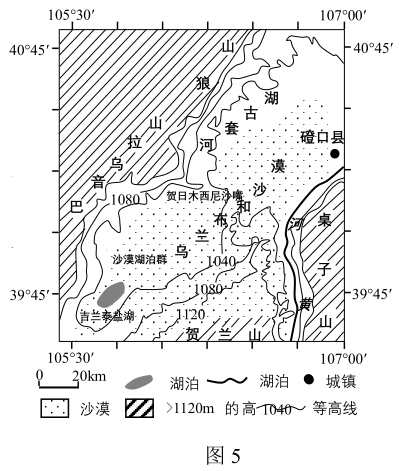 105°30′ 107°00′
40°45′ 40°45′
山
狼
湖
古
套
河
山
拉
乌
音
巴
磴口县
漠
沙
和
布
兰
乌
贺日木西尼沙嘴
1080
沙漠湖泊群
1040
1080
1120
吉兰泰盐湖
河
黄
桌
子
山
贺兰山
39°45′ 39°45′
105°30′ 107°00′
0 20km 湖泊 湖泊 城镇
沙漠 >1120m 的高 1040 等高线
图 5